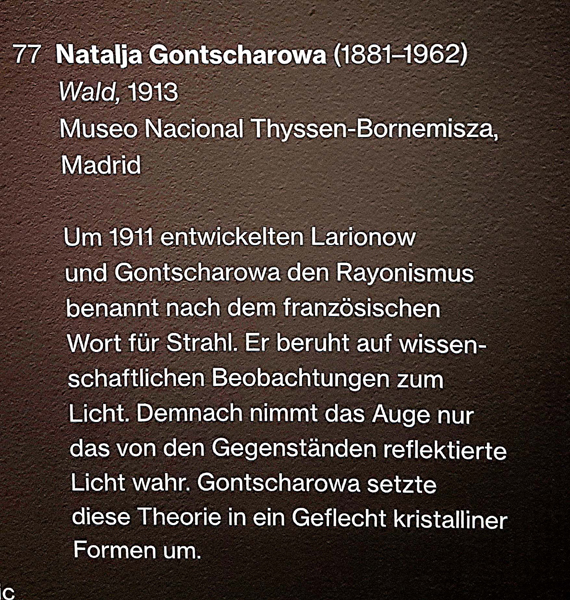 77 Natalja Gontscharowa (1881–1962)
Wald, 1913
Museo Nacional Thyssen-Bornemisza,
Madrid
Um 1911 entwickelten Larionow
und Gontscharowa den Rayonismus
benannt nach dem französischen
Wort für Strahl. Er beruht auf wissen-
schaftlichen Beobachtungen zum
Licht. Demnach nimmt das Auge nur
das von den Gegenständen reflektierte
Licht wahr. Gontscharowa setzte
diese Theorie in ein Geflecht kristalliner
Formen um.